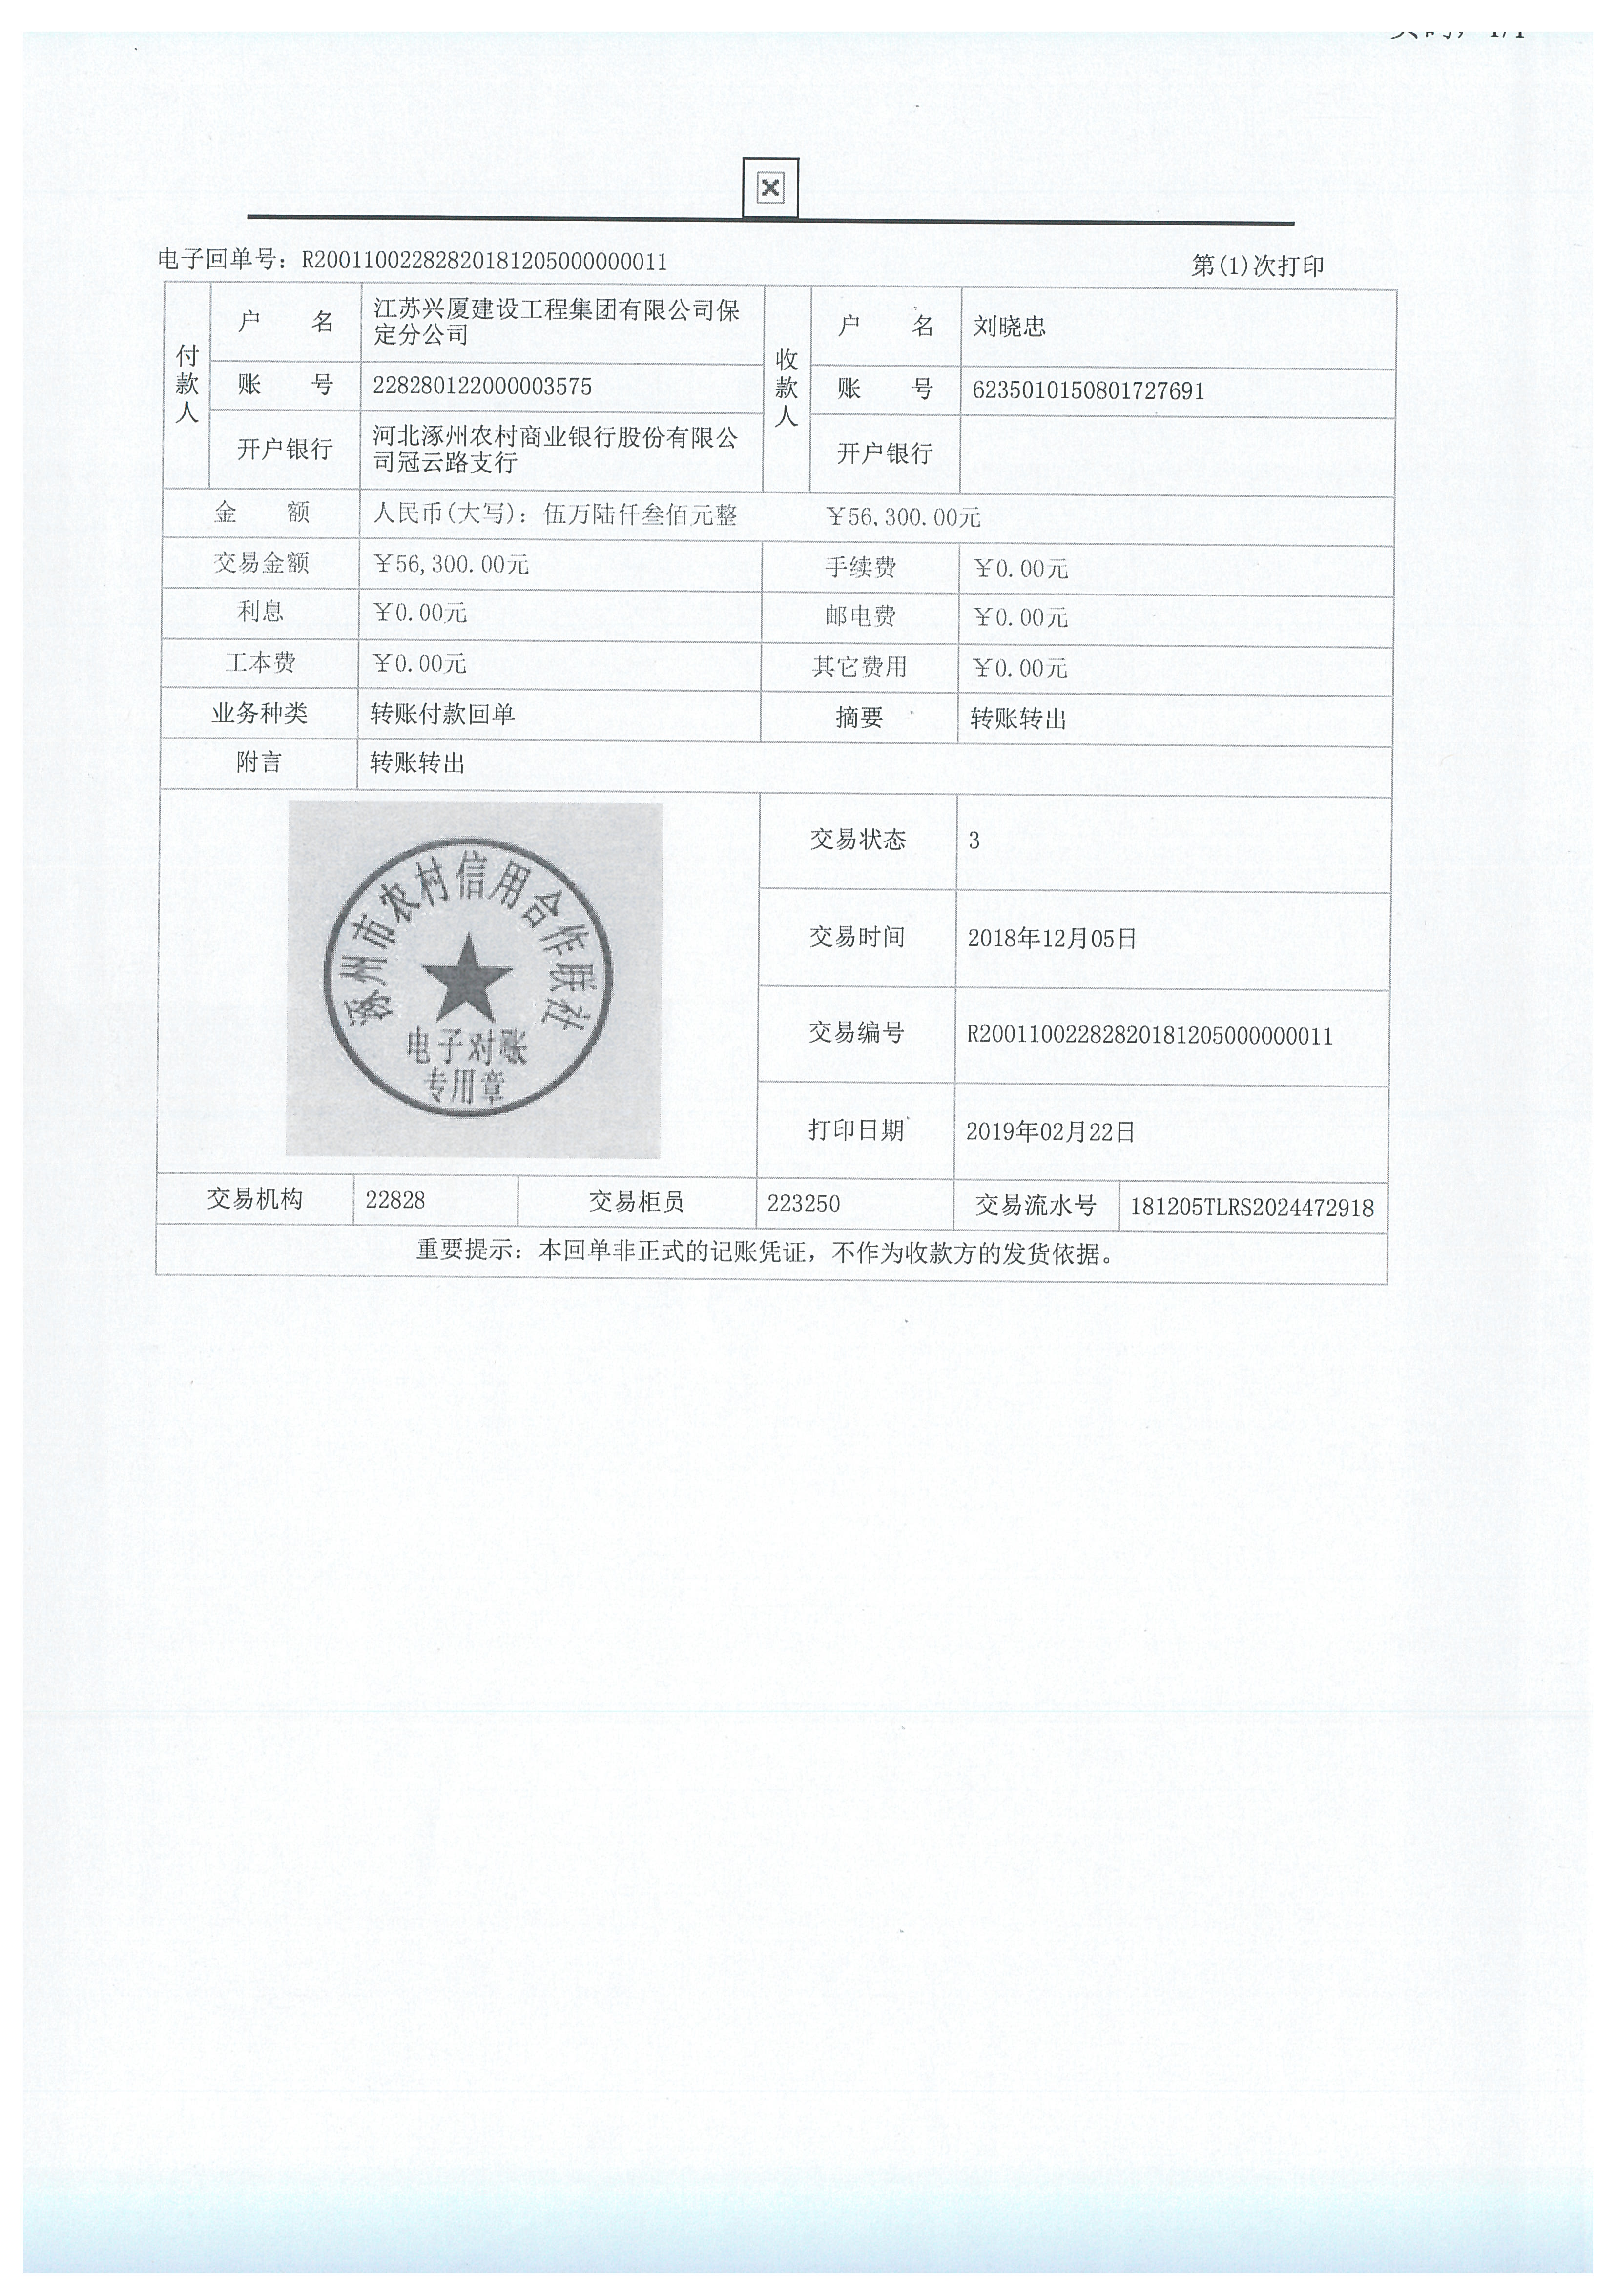 电子回单号：R20011002282820181205000000011
第(1)次打印
付款人
户 名
江苏兴厦建设工程集团有限公司保
定分公司
收款人
户 名
刘晓忠
账 号
228280122000003575
账 号
6235010150801727691
开户银行
河北涿州农村商业银行股份有限公
司冠云路支行
开户银行
金 额
人民币(大写)：伍万陆仟叁佰元整 ￥56,300.00元
交易金额
￥56,300.00元
手续费
￥0.00元
利息
￥0.00元
邮电费
￥0.00元
工本费
￥0.00元
其它费用
￥0.00元
业务种类
转账付款回单
摘要
转账转出
附言
转账转出
涿州市农村信用合作联社
电子对账
专用章
交易状态
3
交易时间
2018年12月05日
交易编号
R20011002282820181205000000011
打印日期
2019年02月22日
交易机构
22828
交易柜员
223250
交易流水号
181205TLRS2024472918
重要提示：本回单非正式的记账凭证，不作为收款方的发货依据。